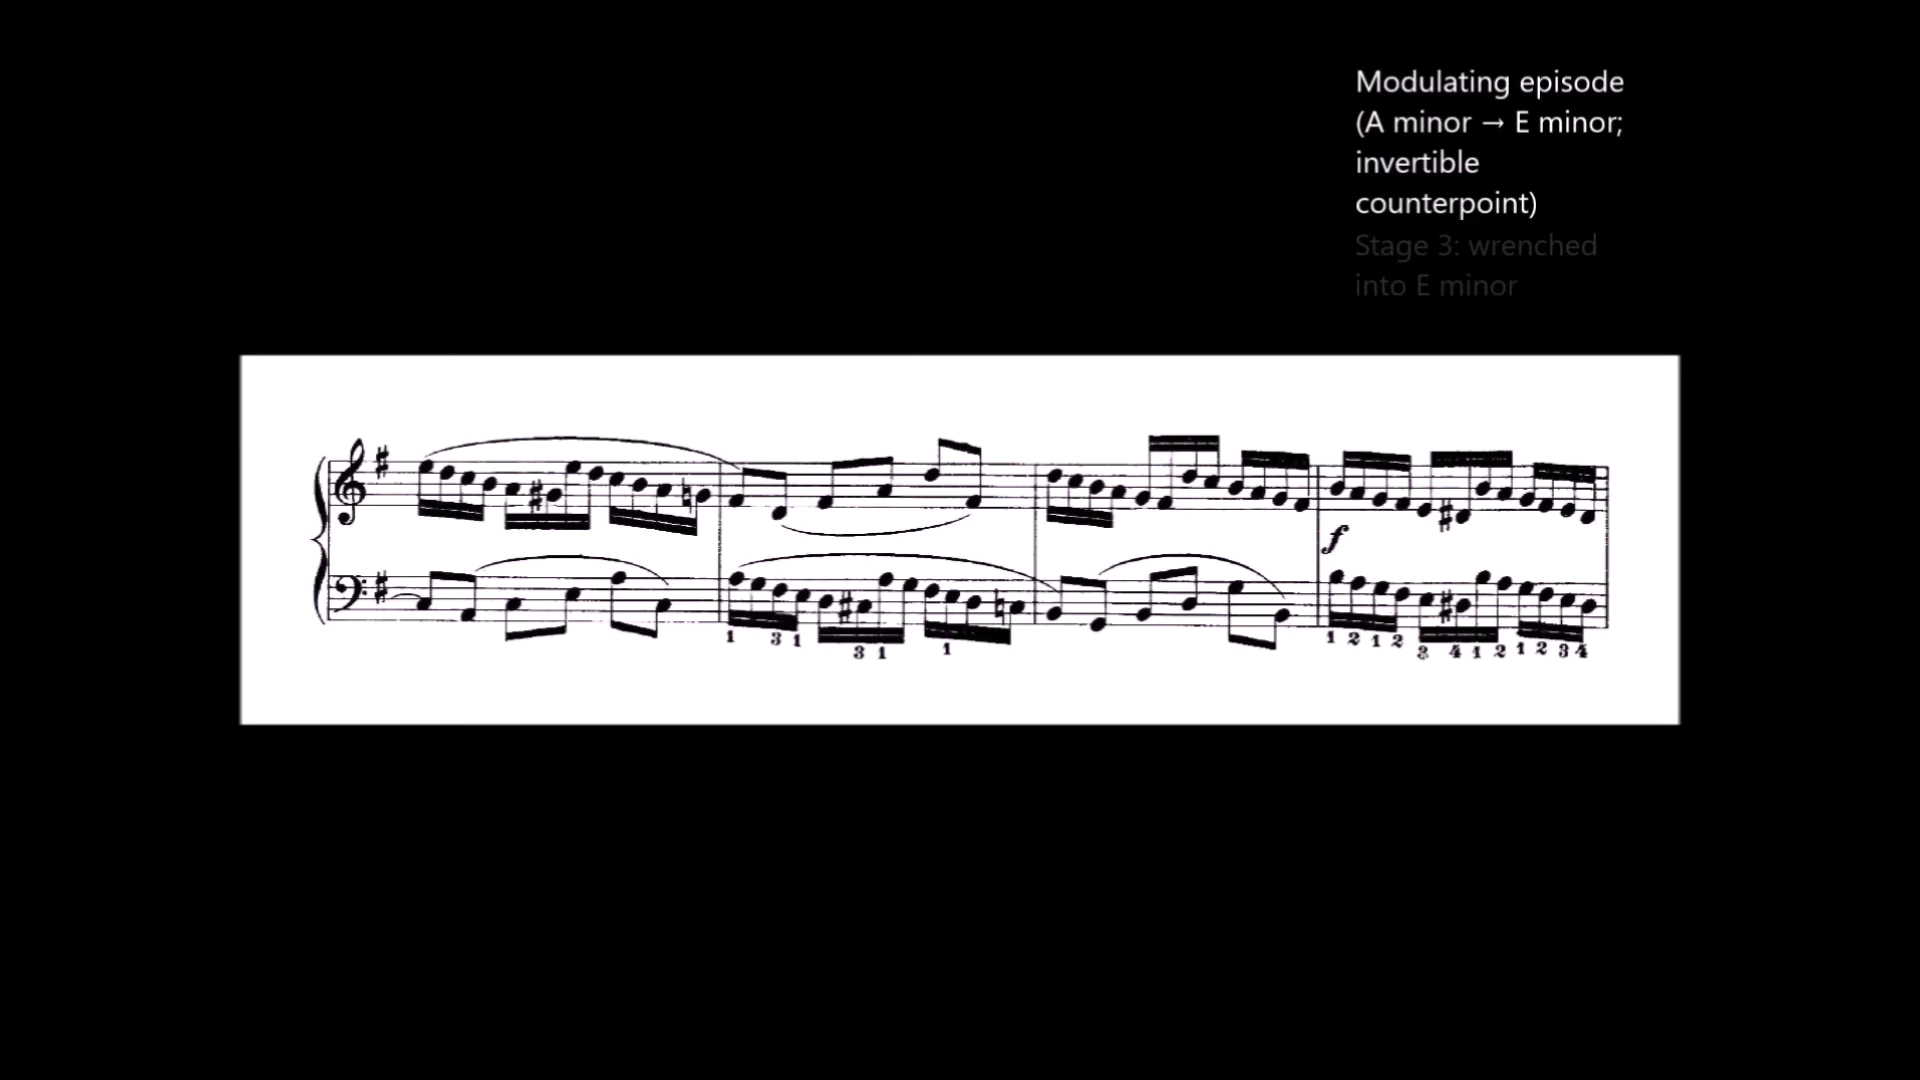 Modulating episode
(A minor → E minor;
invertible
counterpoint)
Stage 3: wrenched
into E minor
f
1 3 1 3 1 1 1 2 1 2 3 4 1 2 1 2 3 4